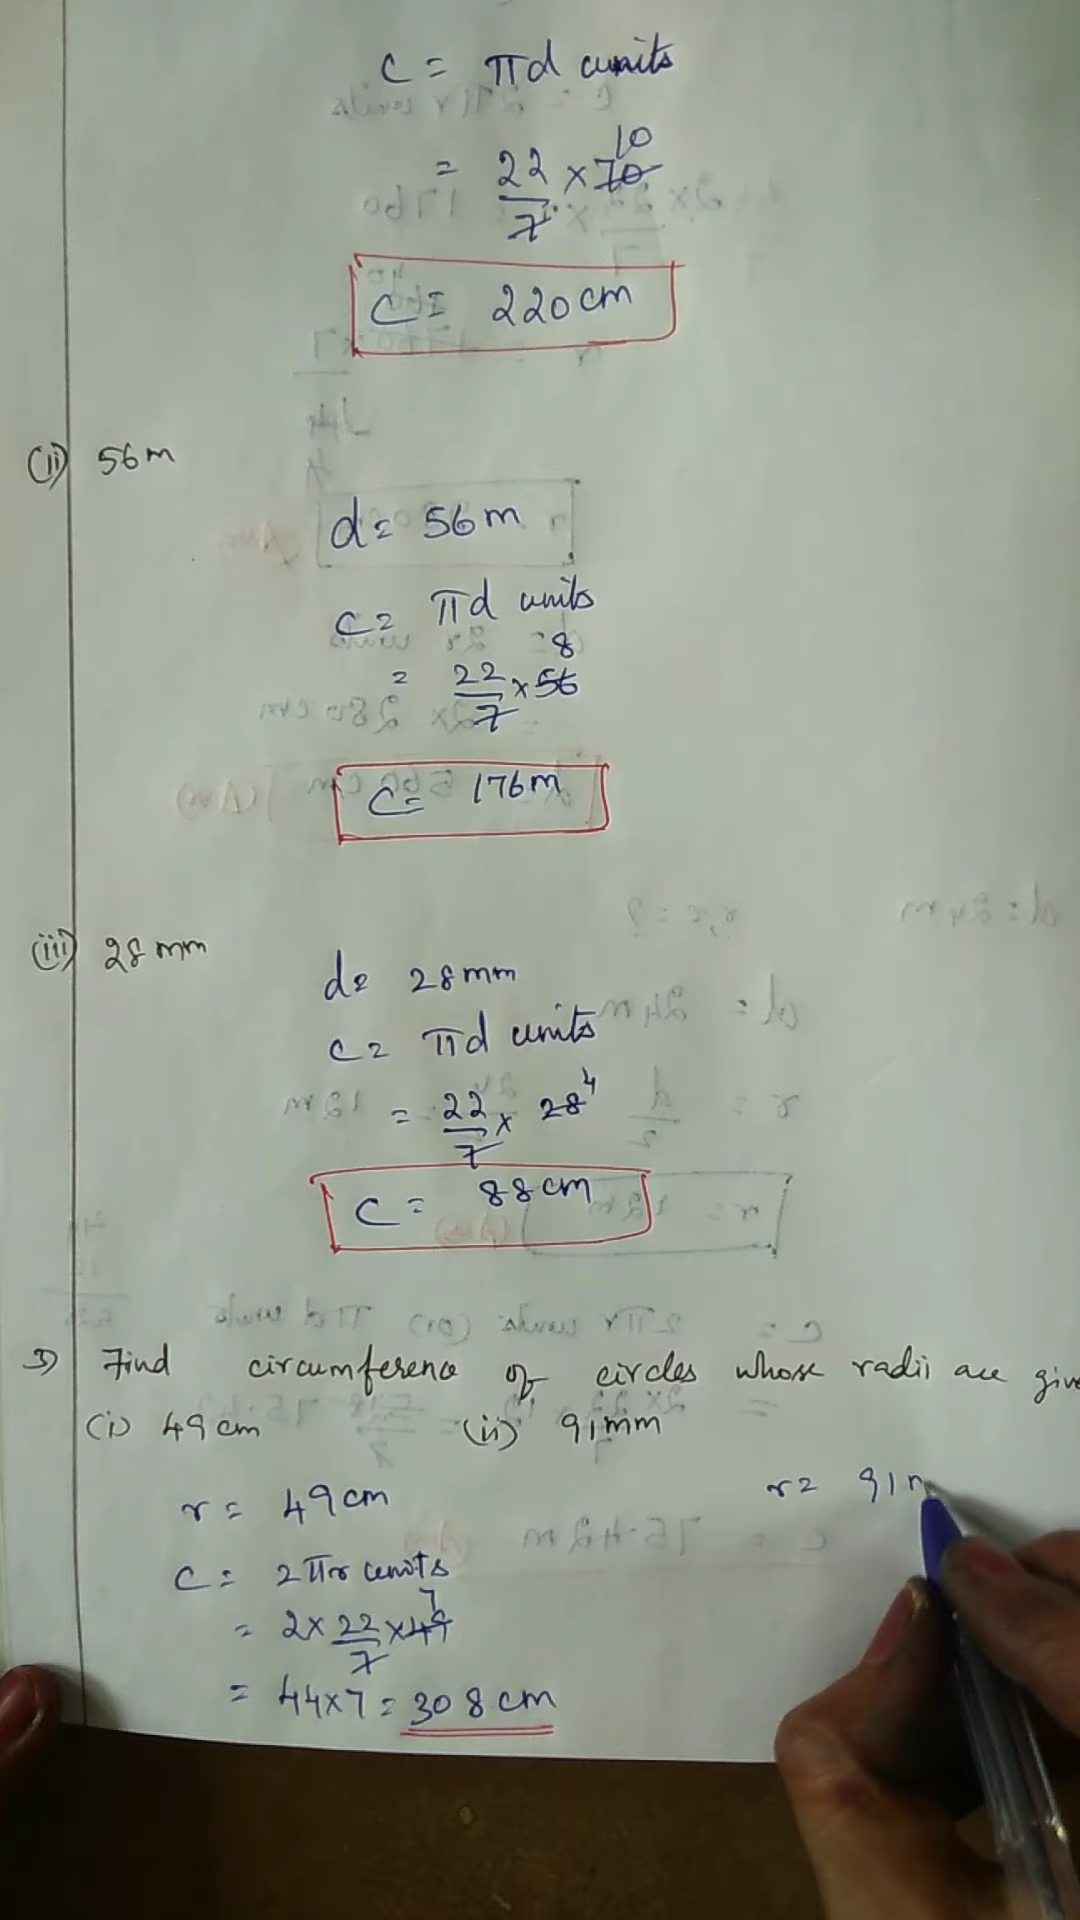 C = πd units
= 22/7 × 70 10
C = 220 cm
(ii) 56 m
d = 56 m
C = πd units
= 22/7 × 56 8
C = 176 m
(iii) 28 mm
d = 28 mm
C = πd units
= 22/7 × 28 4
C = 88 cm
3) Find circumference of circles whose radii are give
(i) 49 cm (ii) 91 mm
r = 49 cm
C = 2πr units
= 2 × 22/7 × 49 7
= 44 × 7 = 308 cm
r = 91 m